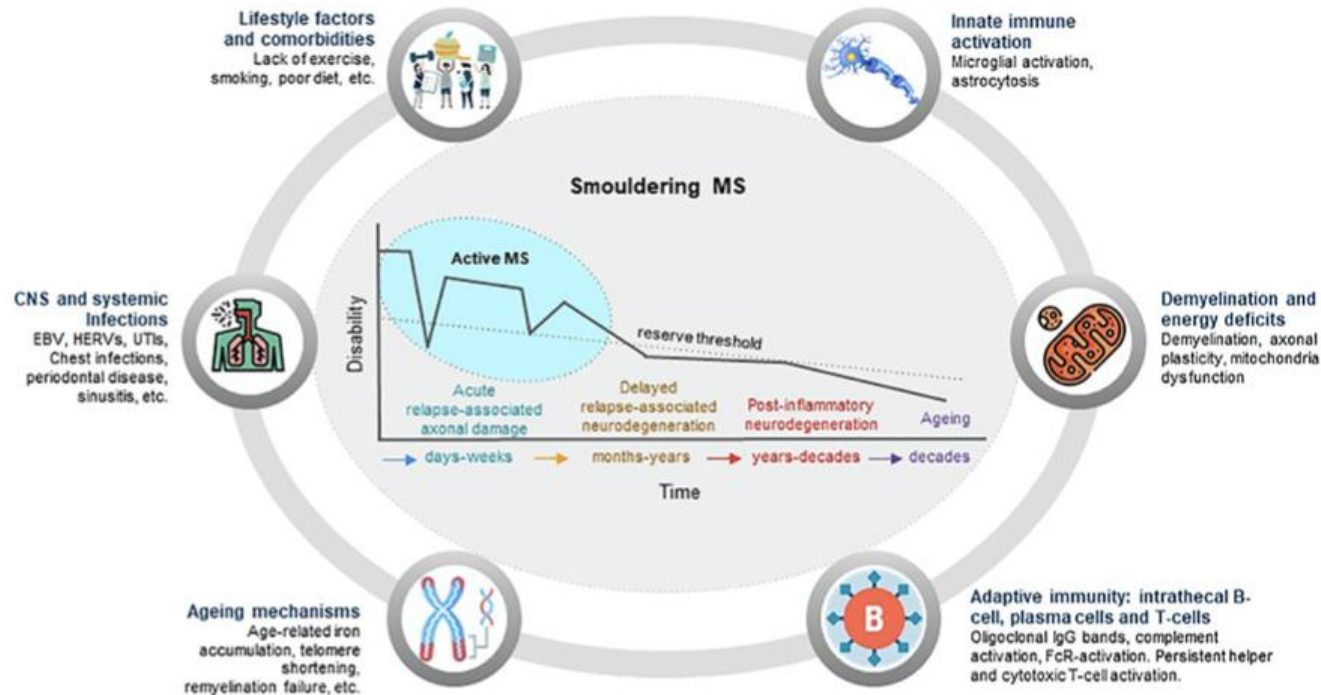 Lifestyle factors
and comorbidities
Lack of exercise,
smoking, poor diet, etc.
Innate immune
activation
Microglial activation,
astrocytosis
Smouldering MS
Active MS
Disability
reserve threshold
Acute
relapse-associated
axonal damage
Delayed
relapse-associated
neurodegeneration
Post-inflammatory
neurodegeneration
Ageing
days-weeks
months-years
years-decades
decades
Time
CNS and systemic
Infections
EBV, HERVs, UTIs,
Chest infections,
periodontal disease,
sinusitis, etc.
Demyelination and
energy deficits
Demyelination, axonal
plasticity, mitochondria
dysfunction
Ageing mechanisms
Age-related iron
accumulation, telomere
shortening,
remyelination failure, etc.
B
Adaptive immunity: intrathecal B-
cell, plasma cells and T-cells
Oligoclonal IgG bands, complement
activation, FcR-activation. Persistent helper
and cytotoxic T-cell activation.